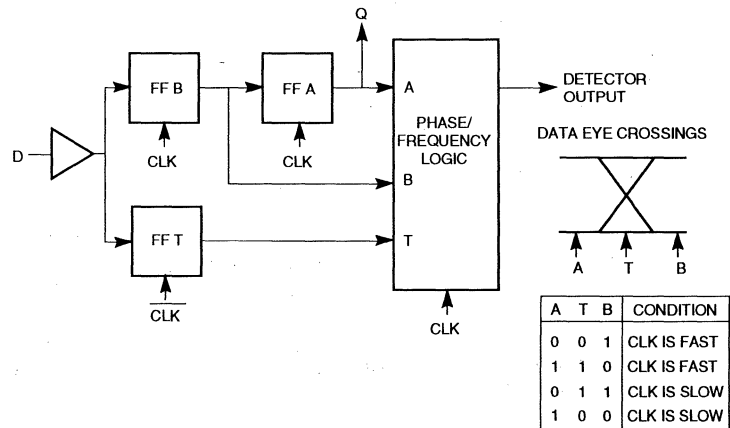 Q
FF B
FF A
A
DETECTOR
OUTPUT
PHASE/
FREQUENCY
LOGIC
DATA EYE CROSSINGS
D
CLK
CLK
B
FF T
T
A T B
CLK
CLK
A T B CONDITION
0 0 1 CLK IS FAST
1 1 0 CLK IS FAST
0 1 1 CLK IS SLOW
1 0 0 CLK IS SLOW